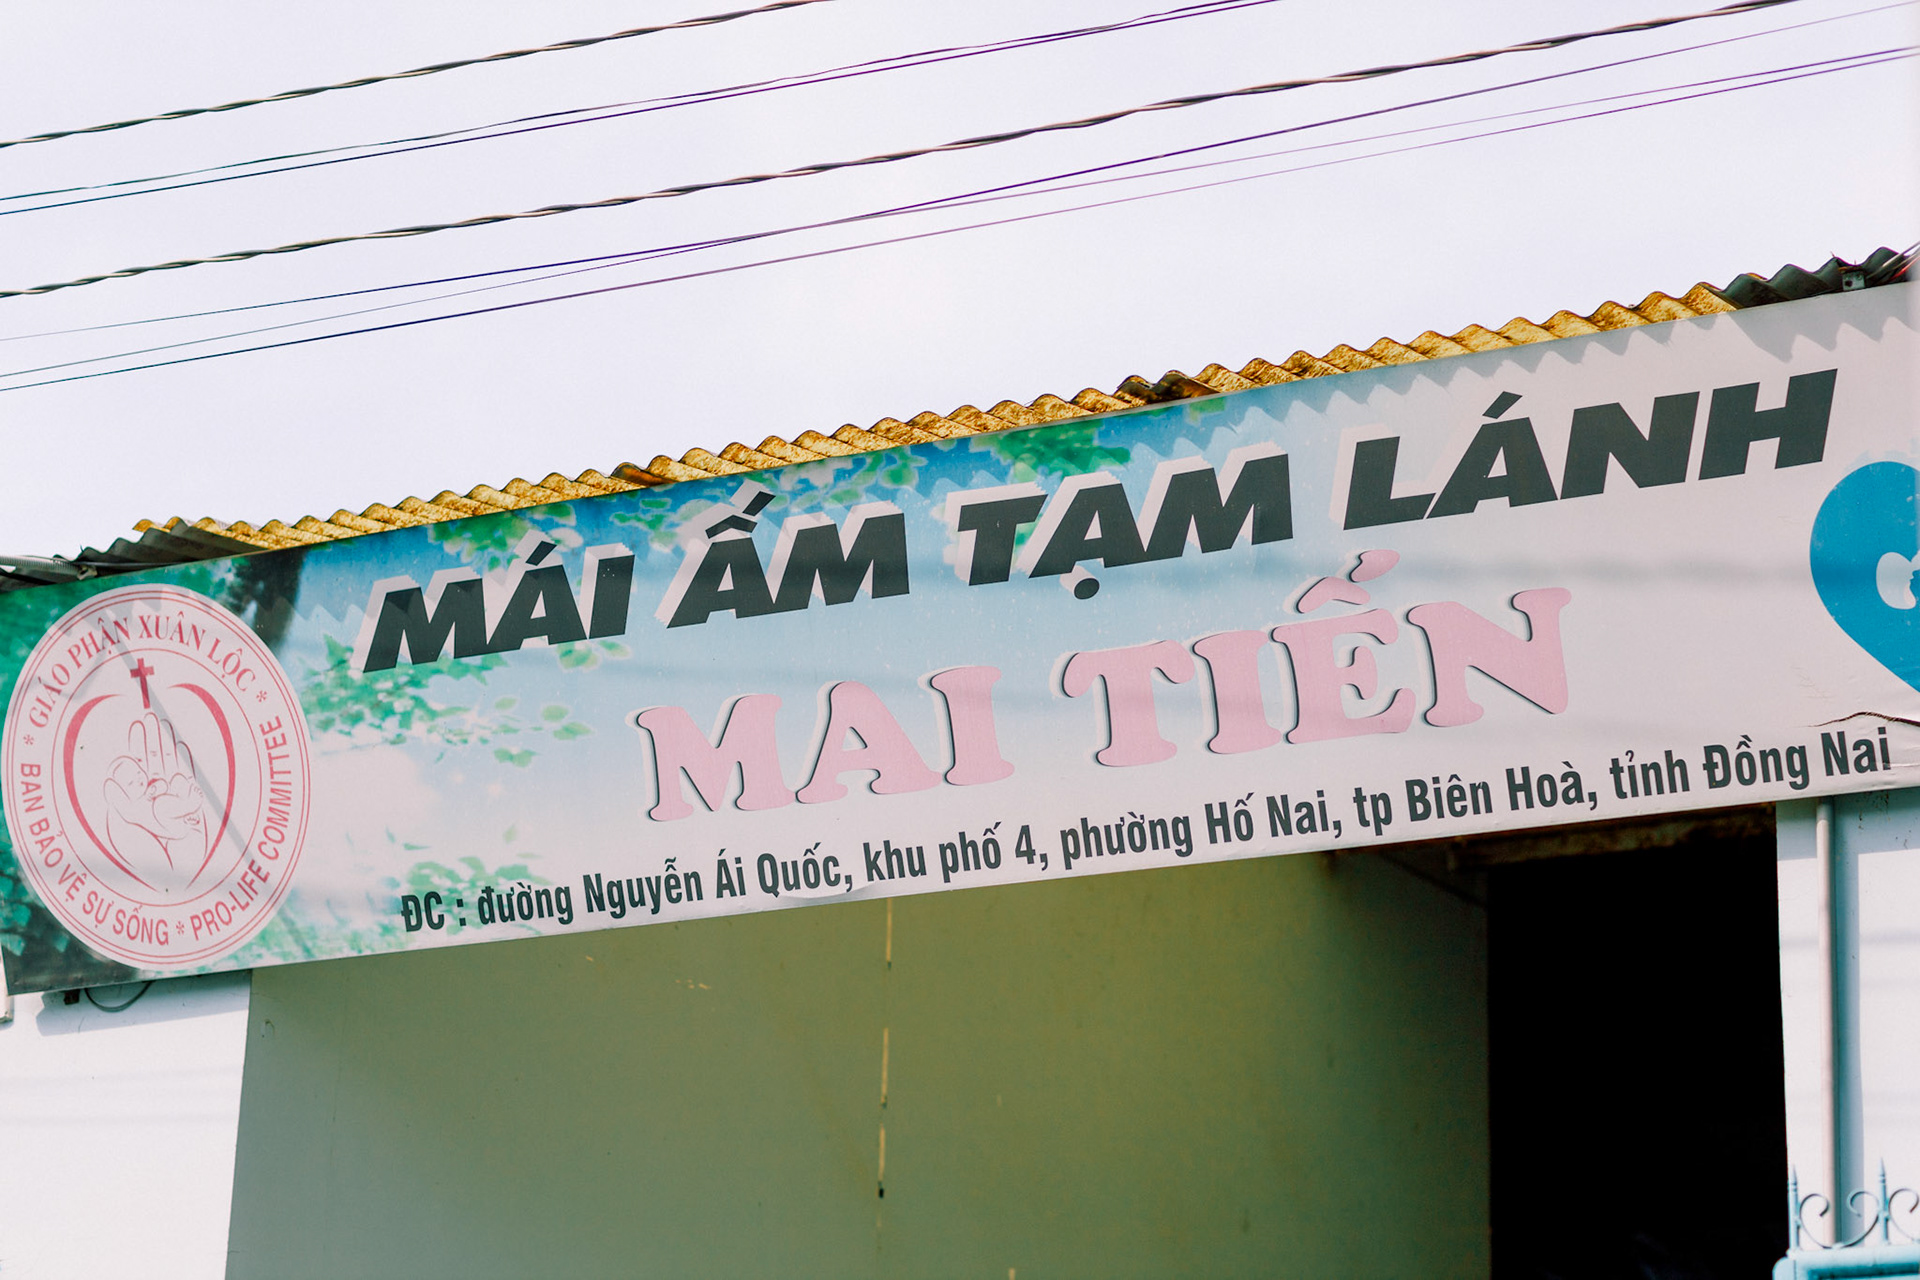 MÁI ẤM TẠM LÁNH
MAI TIẾN
ĐC : đường Nguyễn Ái Quốc, khu phố 4, phường Hố Nai, tp Biên Hoà, tỉnh Đồng Nai
* GIÁO PHẬN XUÂN LỘC *
BAN BẢO VỆ SỰ SỐNG * PRO-LIFE COMMITTEE